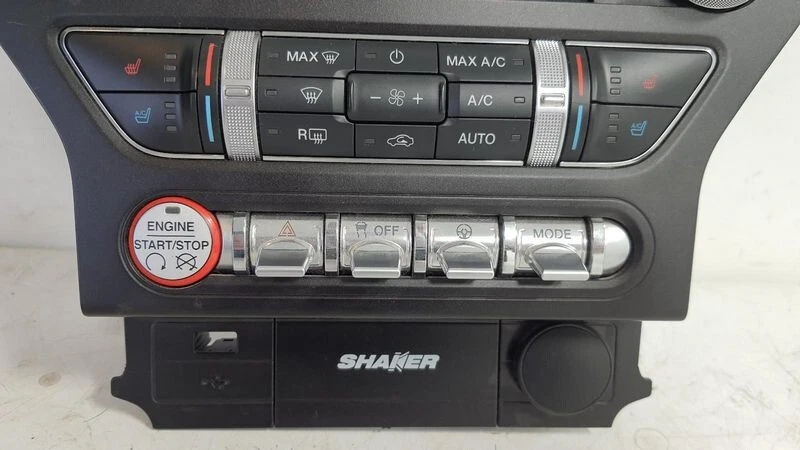 MAX
MAX A/C
A/C
R
AUTO
A/C
A/C
ENGINE
START/STOP
OFF
MODE
SHAKER